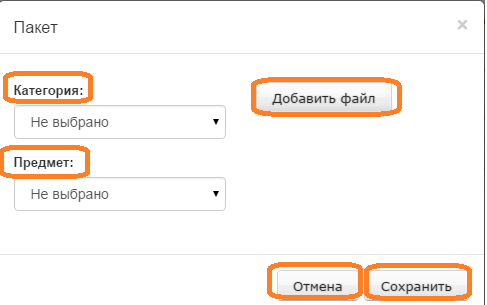 Пакет ×
Категория:
Добавить файл
Не выбрано
Предмет:
Не выбрано
Отмена Сохранить